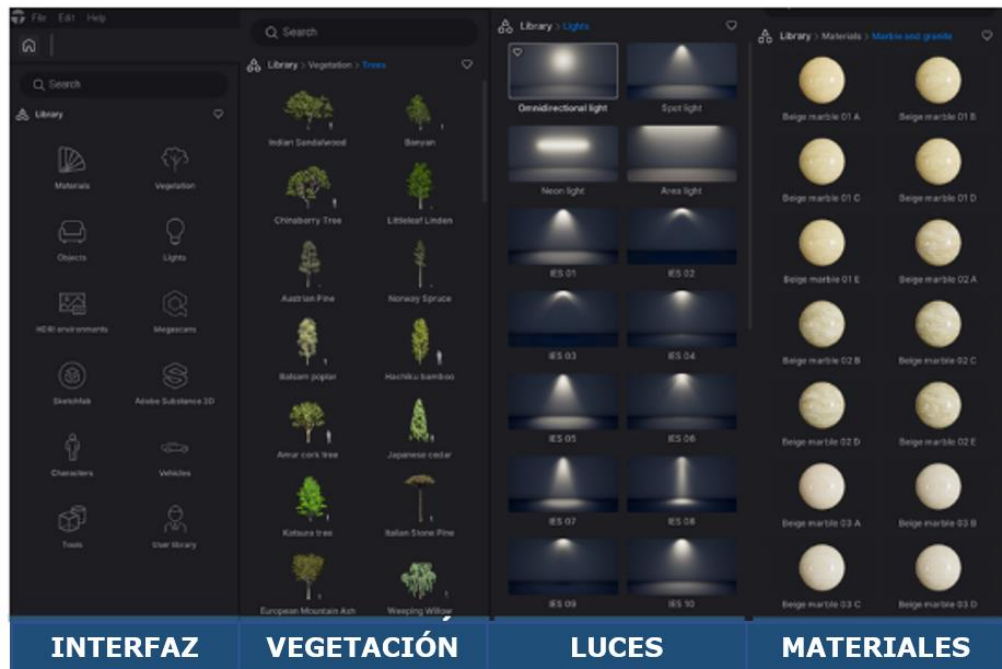 File Edit Help
Search
Library
Materials Vegetation
Objects Lights
HDRI environments Megascans
Sketchfab Adobe Substance 3D
Characters Vehicles
Tools User library
INTERFAZ
Search
Library > Vegetation > Trees
Indian Sandalwood Banyan
Chinaberry Tree Littleleaf Linden
Austrian Pine Norway Spruce
Balsam poplar Hachiku bamboo
Amur cork tree Japanese cedar
Katsura tree Italian Stone Pine
European Mountain Ash Weeping Willow
VEGETACIÓN
Library > Lights
Omnidirectional light Spot light
Neon light Area light
IES 01 IES 02
IES 03 IES 04
IES 05 IES 06
IES 07 IES 08
IES 09 IES 10
LUCES
Library > Materials > Marble and granite
Beige marble 01 A Beige marble 01 B
Beige marble 01 C Beige marble 01 D
Beige marble 01 E Beige marble 02 A
Beige marble 02 B Beige marble 02 C
Beige marble 02 D Beige marble 02 E
Beige marble 03 A Beige marble 03 B
Beige marble 03 C Beige marble 03 D
MATERIALES